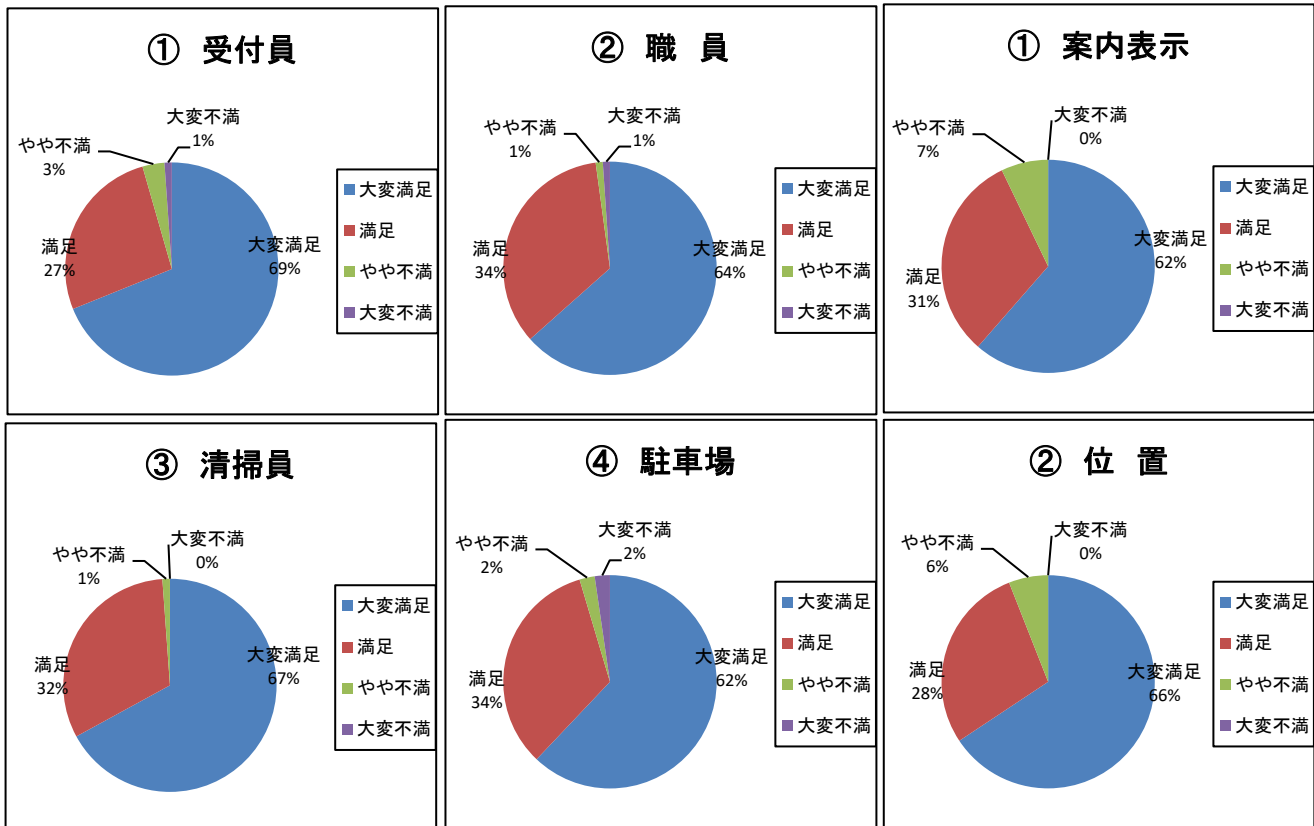 ① 受付員
大変不満
1%
やや不満
3%
満足
27%
大変満足
69%
大変満足
満足
やや不満
大変不満
② 職 員
大変不満
1%
やや不満
1%
満足
34%
大変満足
64%
大変満足
満足
やや不満
大変不満
① 案内表示
大変不満
0%
やや不満
7%
満足
31%
大変満足
62%
大変満足
満足
やや不満
大変不満
③ 清掃員
大変不満
0%
やや不満
1%
満足
32%
大変満足
67%
大変満足
満足
やや不満
大変不満
④ 駐車場
大変不満
2%
やや不満
2%
満足
34%
大変満足
62%
大変満足
満足
やや不満
大変不満
② 位 置
大変不満
0%
やや不満
6%
満足
28%
大変満足
66%
大変満足
満足
やや不満
大変不満